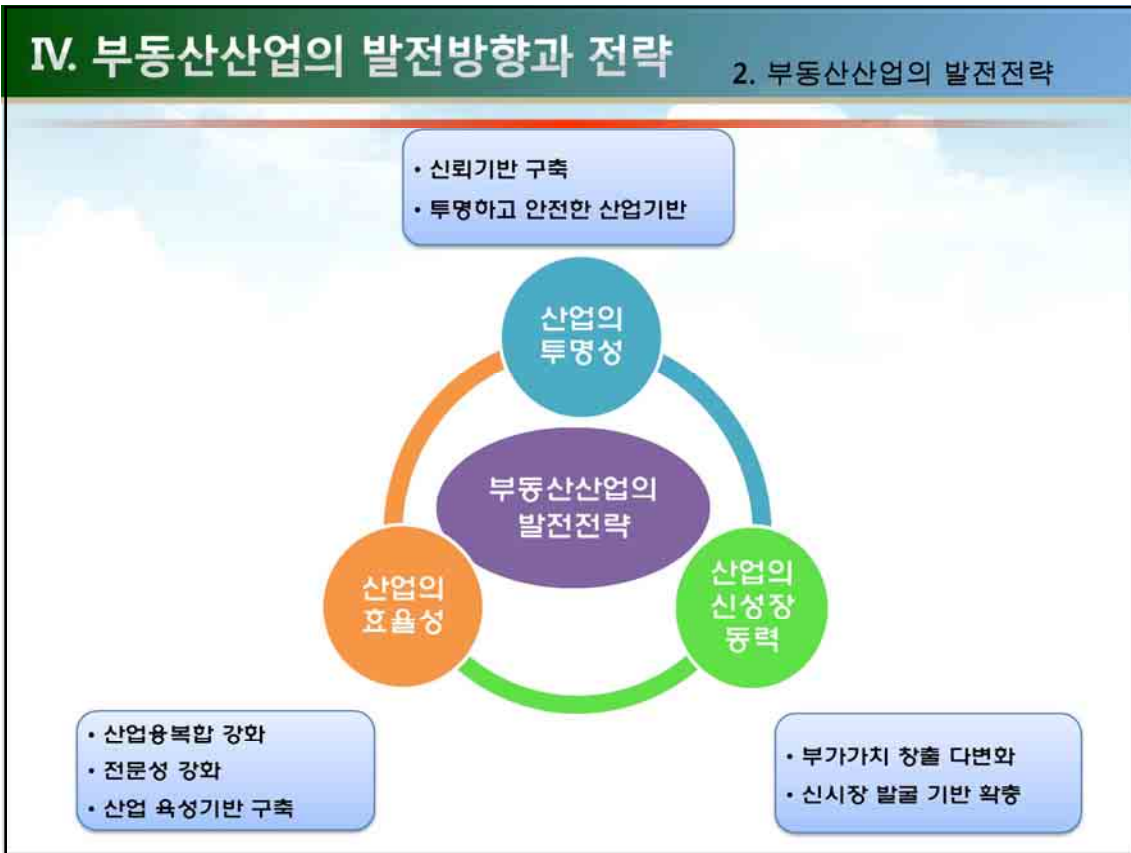 Ⅳ. 부동산산업의 발전방향과 전략
2. 부동산산업의 발전전략
• 신뢰기반 구축
• 투명하고 안전한 산업기반
산업의
투명성
부동산산업의
발전전략
산업의
효율성
산업의
신성장
동력
• 산업융복합 강화
• 전문성 강화
• 산업 육성기반 구축
• 부가가치 창출 다변화
• 신시장 발굴 기반 확충